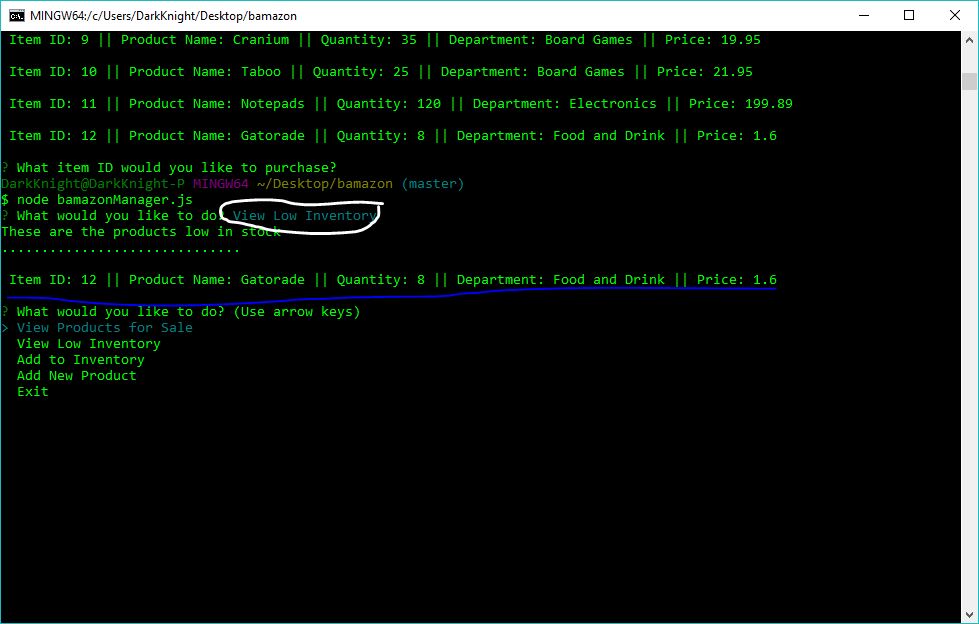 MINGW64:/c/Users/DarkKnight/Desktop/bamazon
Item ID: 9 || Product Name: Cranium || Quantity: 35 || Department: Board Games || Price: 19.95
Item ID: 10 || Product Name: Taboo || Quantity: 25 || Department: Board Games || Price: 21.95
Item ID: 11 || Product Name: Notepads || Quantity: 120 || Department: Electronics || Price: 199.89
Item ID: 12 || Product Name: Gatorade || Quantity: 8 || Department: Food and Drink || Price: 1.6
? What item ID would you like to purchase?
DarkKnight@DarkKnight-P MINGW64 ~/Desktop/bamazon (master)
$ node bamazonManager.js
? What would you like to do? View Low Inventory
These are the products low in stock
..............................
Item ID: 12 || Product Name: Gatorade || Quantity: 8 || Department: Food and Drink || Price: 1.6
? What would you like to do? (Use arrow keys)
> View Products for Sale
View Low Inventory
Add to Inventory
Add New Product
Exit